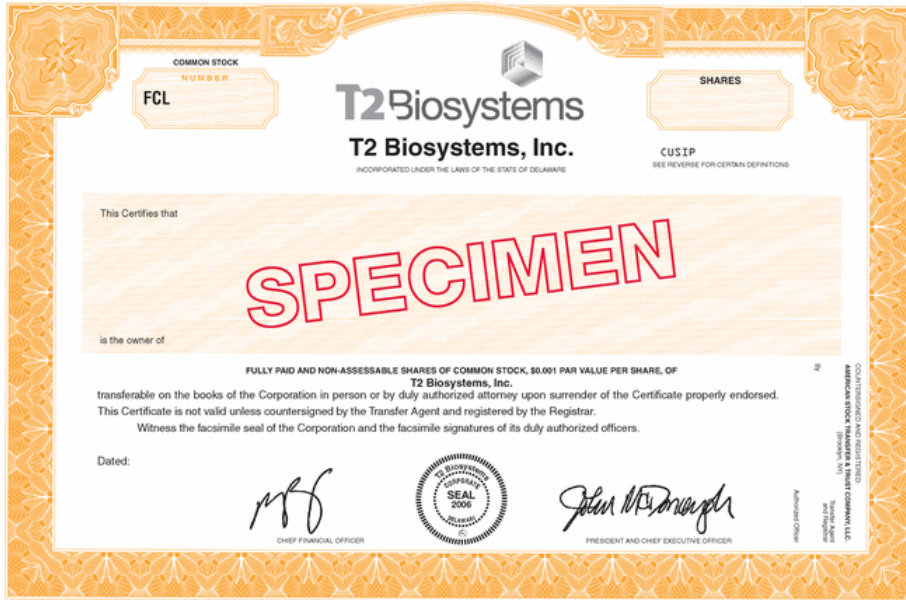 COMMON STOCK
NUMBER
FCL
T2Biosystems
T2 Biosystems, Inc.
INCORPORATED UNDER THE LAWS OF THE STATE OF DELAWARE
SHARES
CUSIP
SEE REVERSE FOR CERTAIN DEFINITIONS
This Certifies that
SPECIMEN
is the owner of
FULLY PAID AND NON-ASSESSABLE SHARES OF COMMON STOCK, $0.001 PAR VALUE PER SHARE, OF
T2 Biosystems, Inc.
transferable on the books of the Corporation in person or by duly authorized attorney upon surrender of the Certificate properly endorsed.
This Certificate is not valid unless countersigned by the Transfer Agent and registered by the Registrar.
Witness the facsimile seal of the Corporation and the facsimile signatures of its duly authorized officers.
Dated:
CHIEF FINANCIAL OFFICER
T2 Biosystems
CORPORATE
SEAL
2006
DELAWARE
John McDonough
PRESIDENT AND CHIEF EXECUTIVE OFFICER
COUNTERSIGNED AND REGISTERED:
AMERICAN STOCK TRANSFER & TRUST COMPANY, LLC.
(Brooklyn, NY)
Transfer Agent
and Registrar
By
Authorized Officer